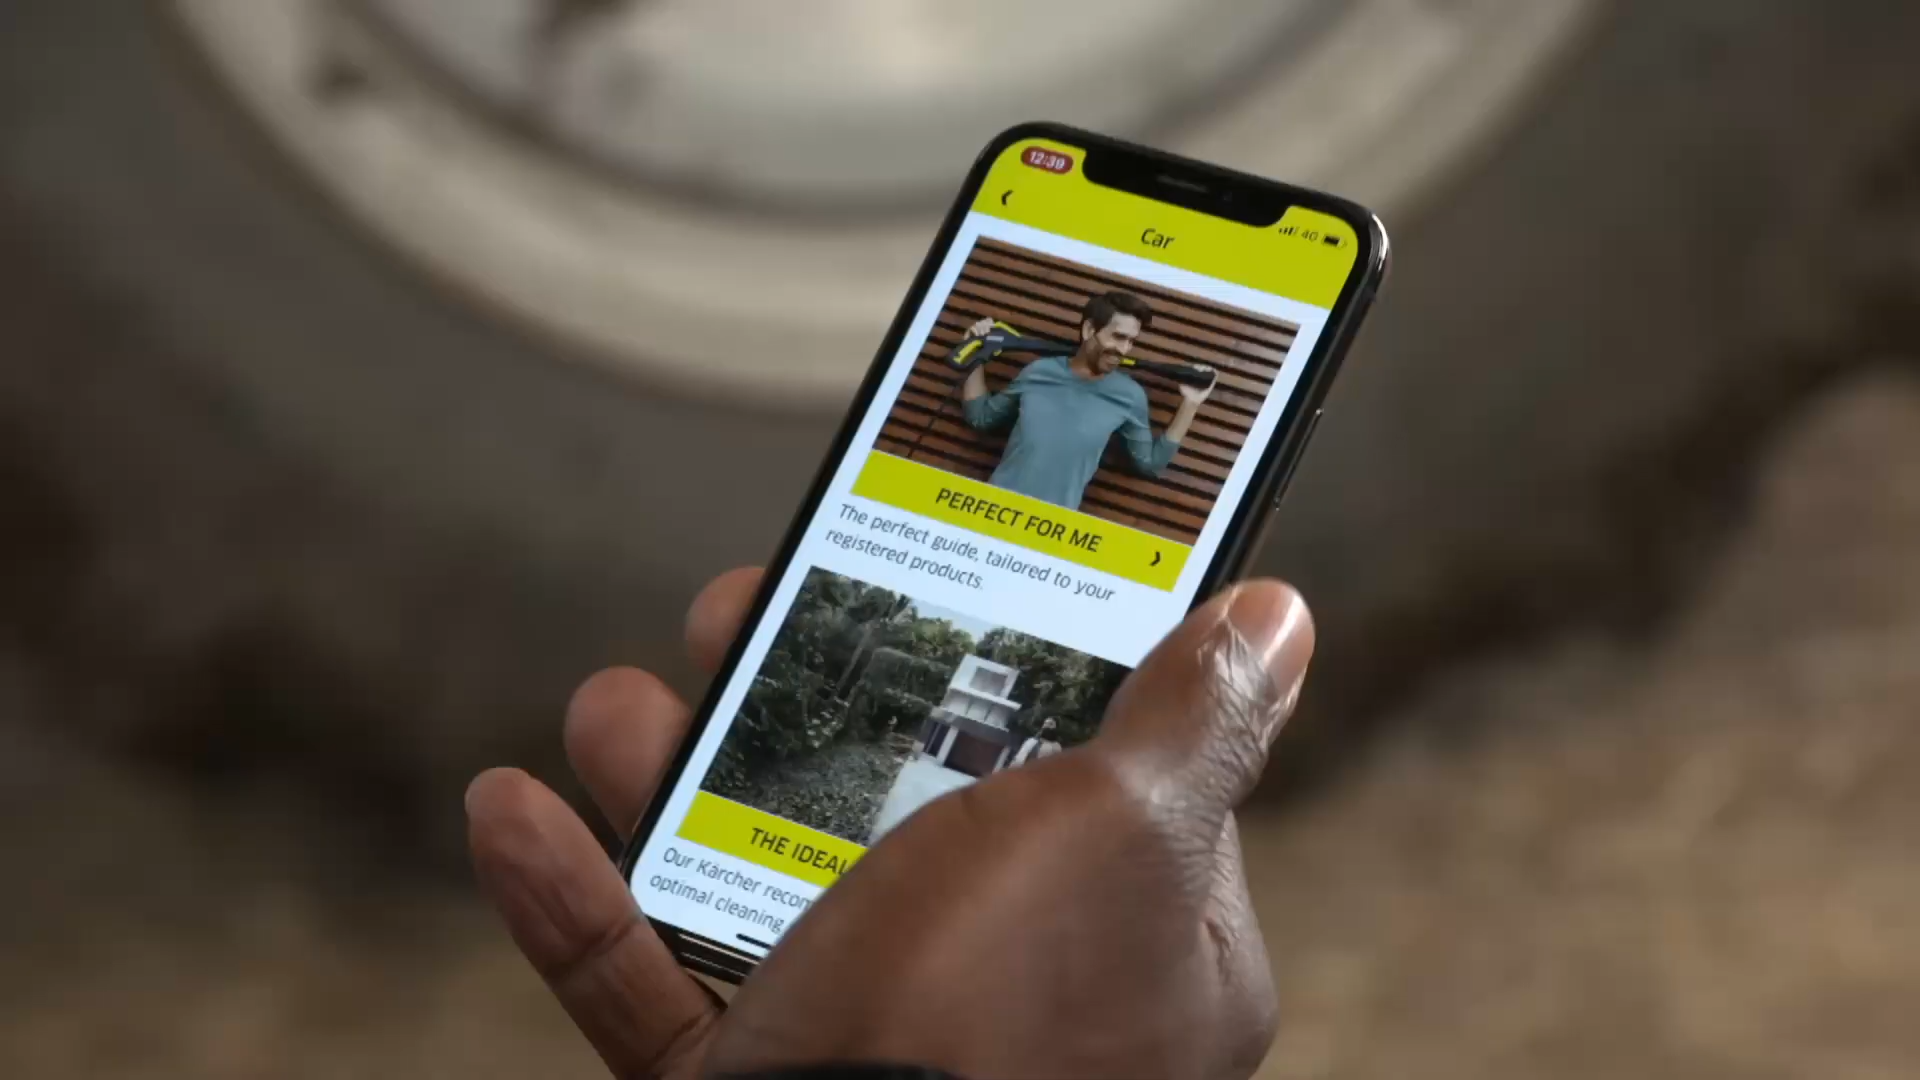 12:39
4G
Car
PERFECT FOR ME
The perfect guide, tailored to your
registered products.
THE IDEAL
Our Kärcher recom
optimal cleaning